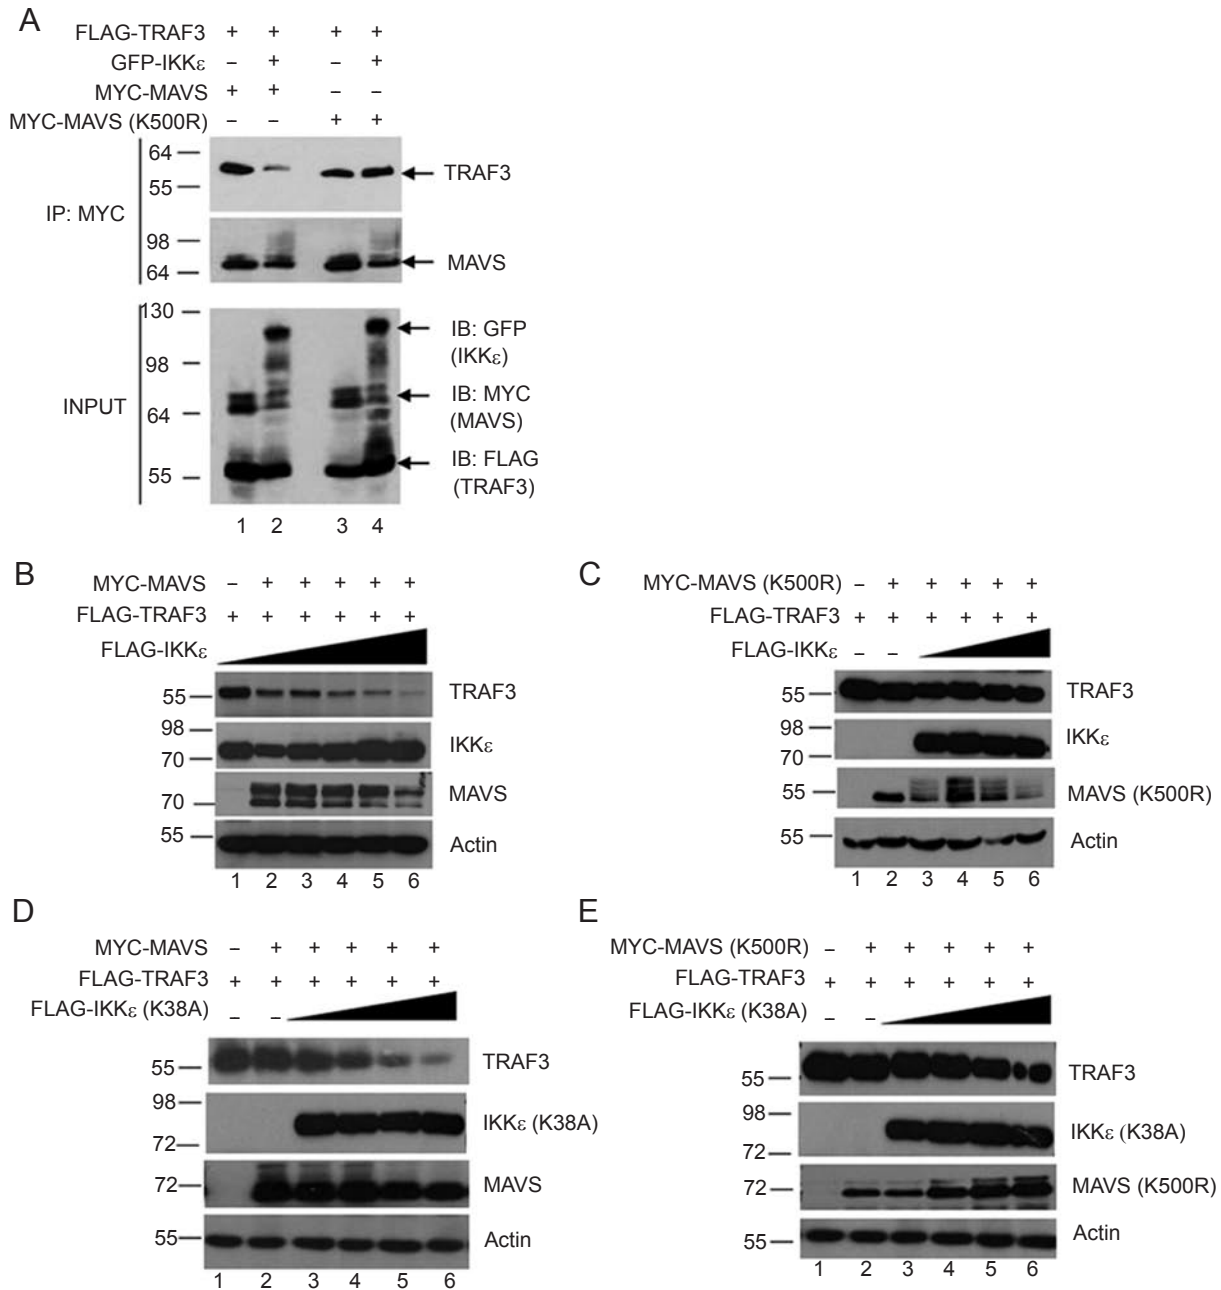 A
FLAG-TRAF3 + + + +
GFP-IKKε – + – +
MYC-MAVS + + – –
MYC-MAVS (K500R) – – + +
IP: MYC
64
55
TRAF3
98
64
MAVS
INPUT
130
98
64
55
IB: GFP
(IKKε)
IB: MYC
(MAVS)
IB: FLAG
(TRAF3)
1 2 3 4
B
MYC-MAVS – + + + + +
FLAG-TRAF3 + + + + + +
FLAG-IKKε
55 TRAF3
98
70
IKKε
70 MAVS
55 Actin
1 2 3 4 5 6
C
MYC-MAVS (K500R) – + + + + +
FLAG-TRAF3 + + + + + +
FLAG-IKKε – –
55 TRAF3
98
70
IKKε
55 MAVS (K500R)
55 Actin
1 2 3 4 5 6
D
MYC-MAVS – + + + + +
FLAG-TRAF3 + + + + + +
FLAG-IKKε (K38A) – –
55 TRAF3
98
72
IKKε (K38A)
72 MAVS
55 Actin
1 2 3 4 5 6
E
MYC-MAVS (K500R) – + + + + +
FLAG-TRAF3 + + + + + +
FLAG-IKKε (K38A) – –
55 TRAF3
98
72
IKKε (K38A)
72 MAVS (K500R)
55 Actin
1 2 3 4 5 6